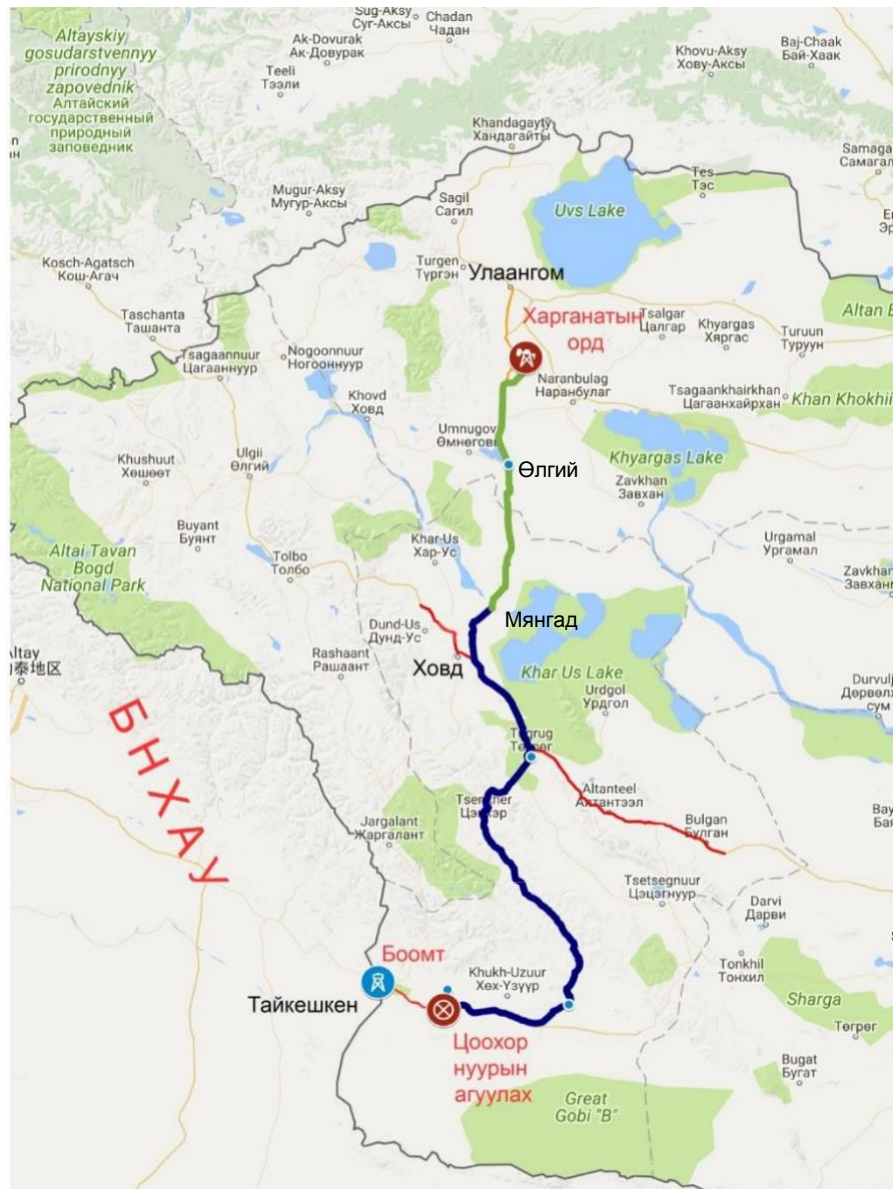 Sug-Aksy
Суг-Аксы
Chadan
Чадан
Ak-Dovurak
Ак-Довурак
Baj-Chaak
Бай-Хаак
Khovu-Aksy
Хову-Аксы
Altayskiy
gosudarstvennyy
prirodnyy
zapovednik
Алтайский
государственный
природный
заповедник
Teeli
Тээли
Khandagayty
Хандагайты
Samaga
Самагал
Tes
Тэс
Mugur-Aksy
Мугур-Аксы
Sagil
Сагил
Uvs Lake
Kosch-Agatsch
Кош-Агач
Turgen
Түргэн
Улаангом
Taschanta
Ташанта
Харганатын
орд
Tsalgar
Цалгар
Khyargas
Хяргас
Altan E
Turuun
Туруун
Tsagaannuur
Цагааннуур
Nogoonnuur
Ногооннуур
Naranbulag
Наранбулаг
Tsagaankhairkhan
Цагаанхайрхан
Khan Khokhii
Khovd
Ховд
Umnugov
Өмнөговь
Khushuut
Хөшөөт
Ulgii
Өлгий
Өлгий
Khyargas Lake
Zavkhan
Завхан
Buyant
Буянт
Khar-Us
Хар-Ус
Urgamal
Ургамал
Altai Tavan
Bogd
National Park
Tolbo
Толбо
Zavkhan
Завхан
Мянгад
Dund-Us
Дунд-Ус
Altay
泰地区
Rashaant
Рашаант
Ховд
Khar Us Lake
Urdgol
Урдгол
Durvulj
Дөрвөлж
сум
БНХАУ
Altanteel
Алтантээл
Jargalant
Жаргалант
Bulgan
Булган
Bay
Tsetsegnuur
Цэцэгнуур
Darvi
Дарви
Боомт
Khukh-Uzuur
Хөх-Үзүүр
Tonkhil
Тонхил
Тайкешкен
Sharga
Цоохор
нуурын
агуулах
Төгрөг
Bugat
Бугат
Great
Gobi "B"